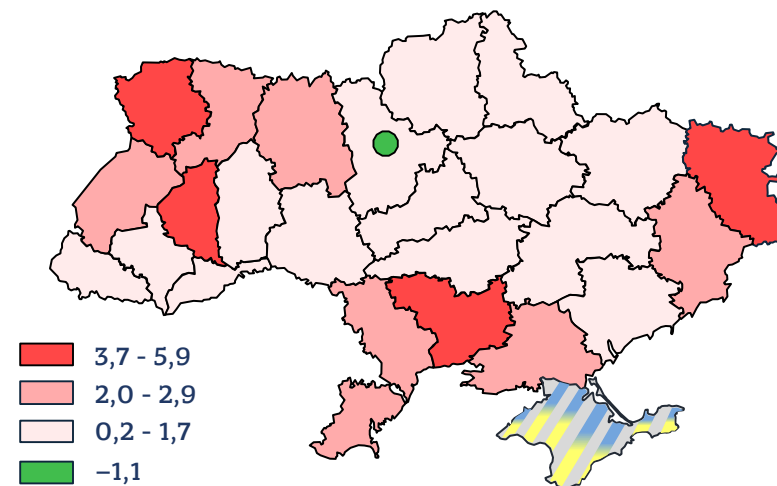 3,7 - 5,9
2,0 - 2,9
0,2 - 1,7
–1,1